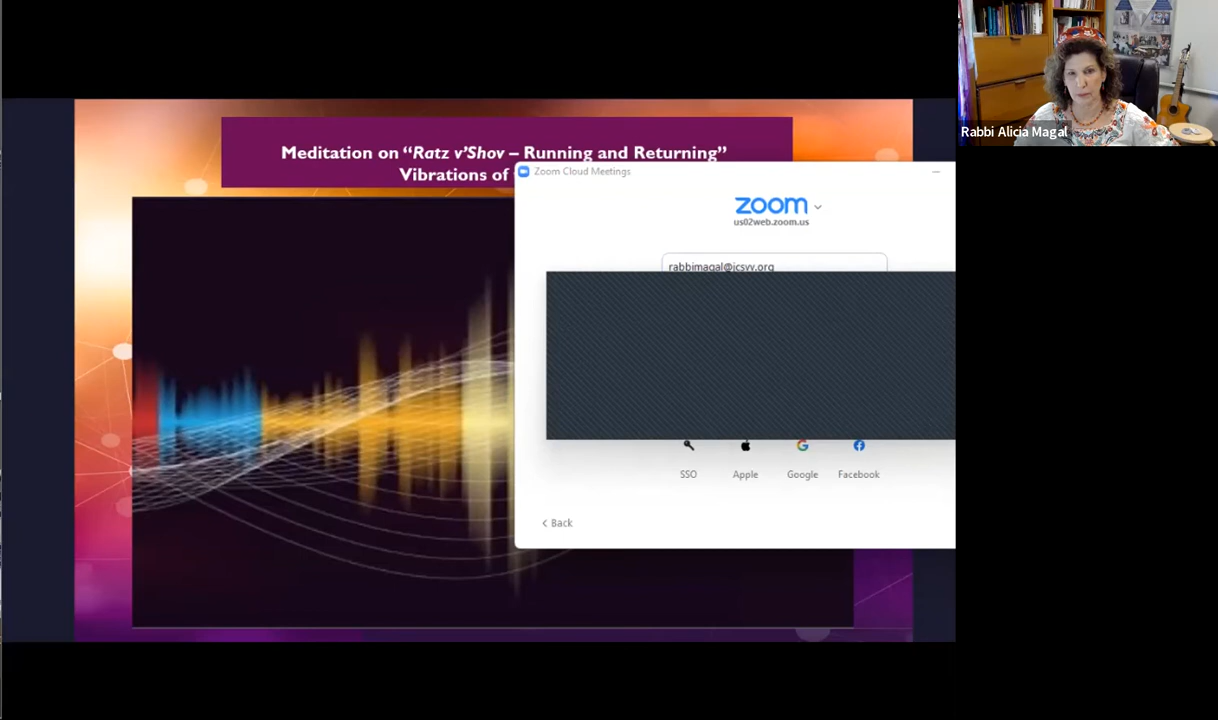 Meditation on “Ratz v’Shov – Running and Returning”
Vibrations of
Zoom Cloud Meetings
zoom
us02web.zoom.us
rabbimagal@jcsvv.org
SSO Apple Google Facebook
Back
Rabbi Alicia Magal